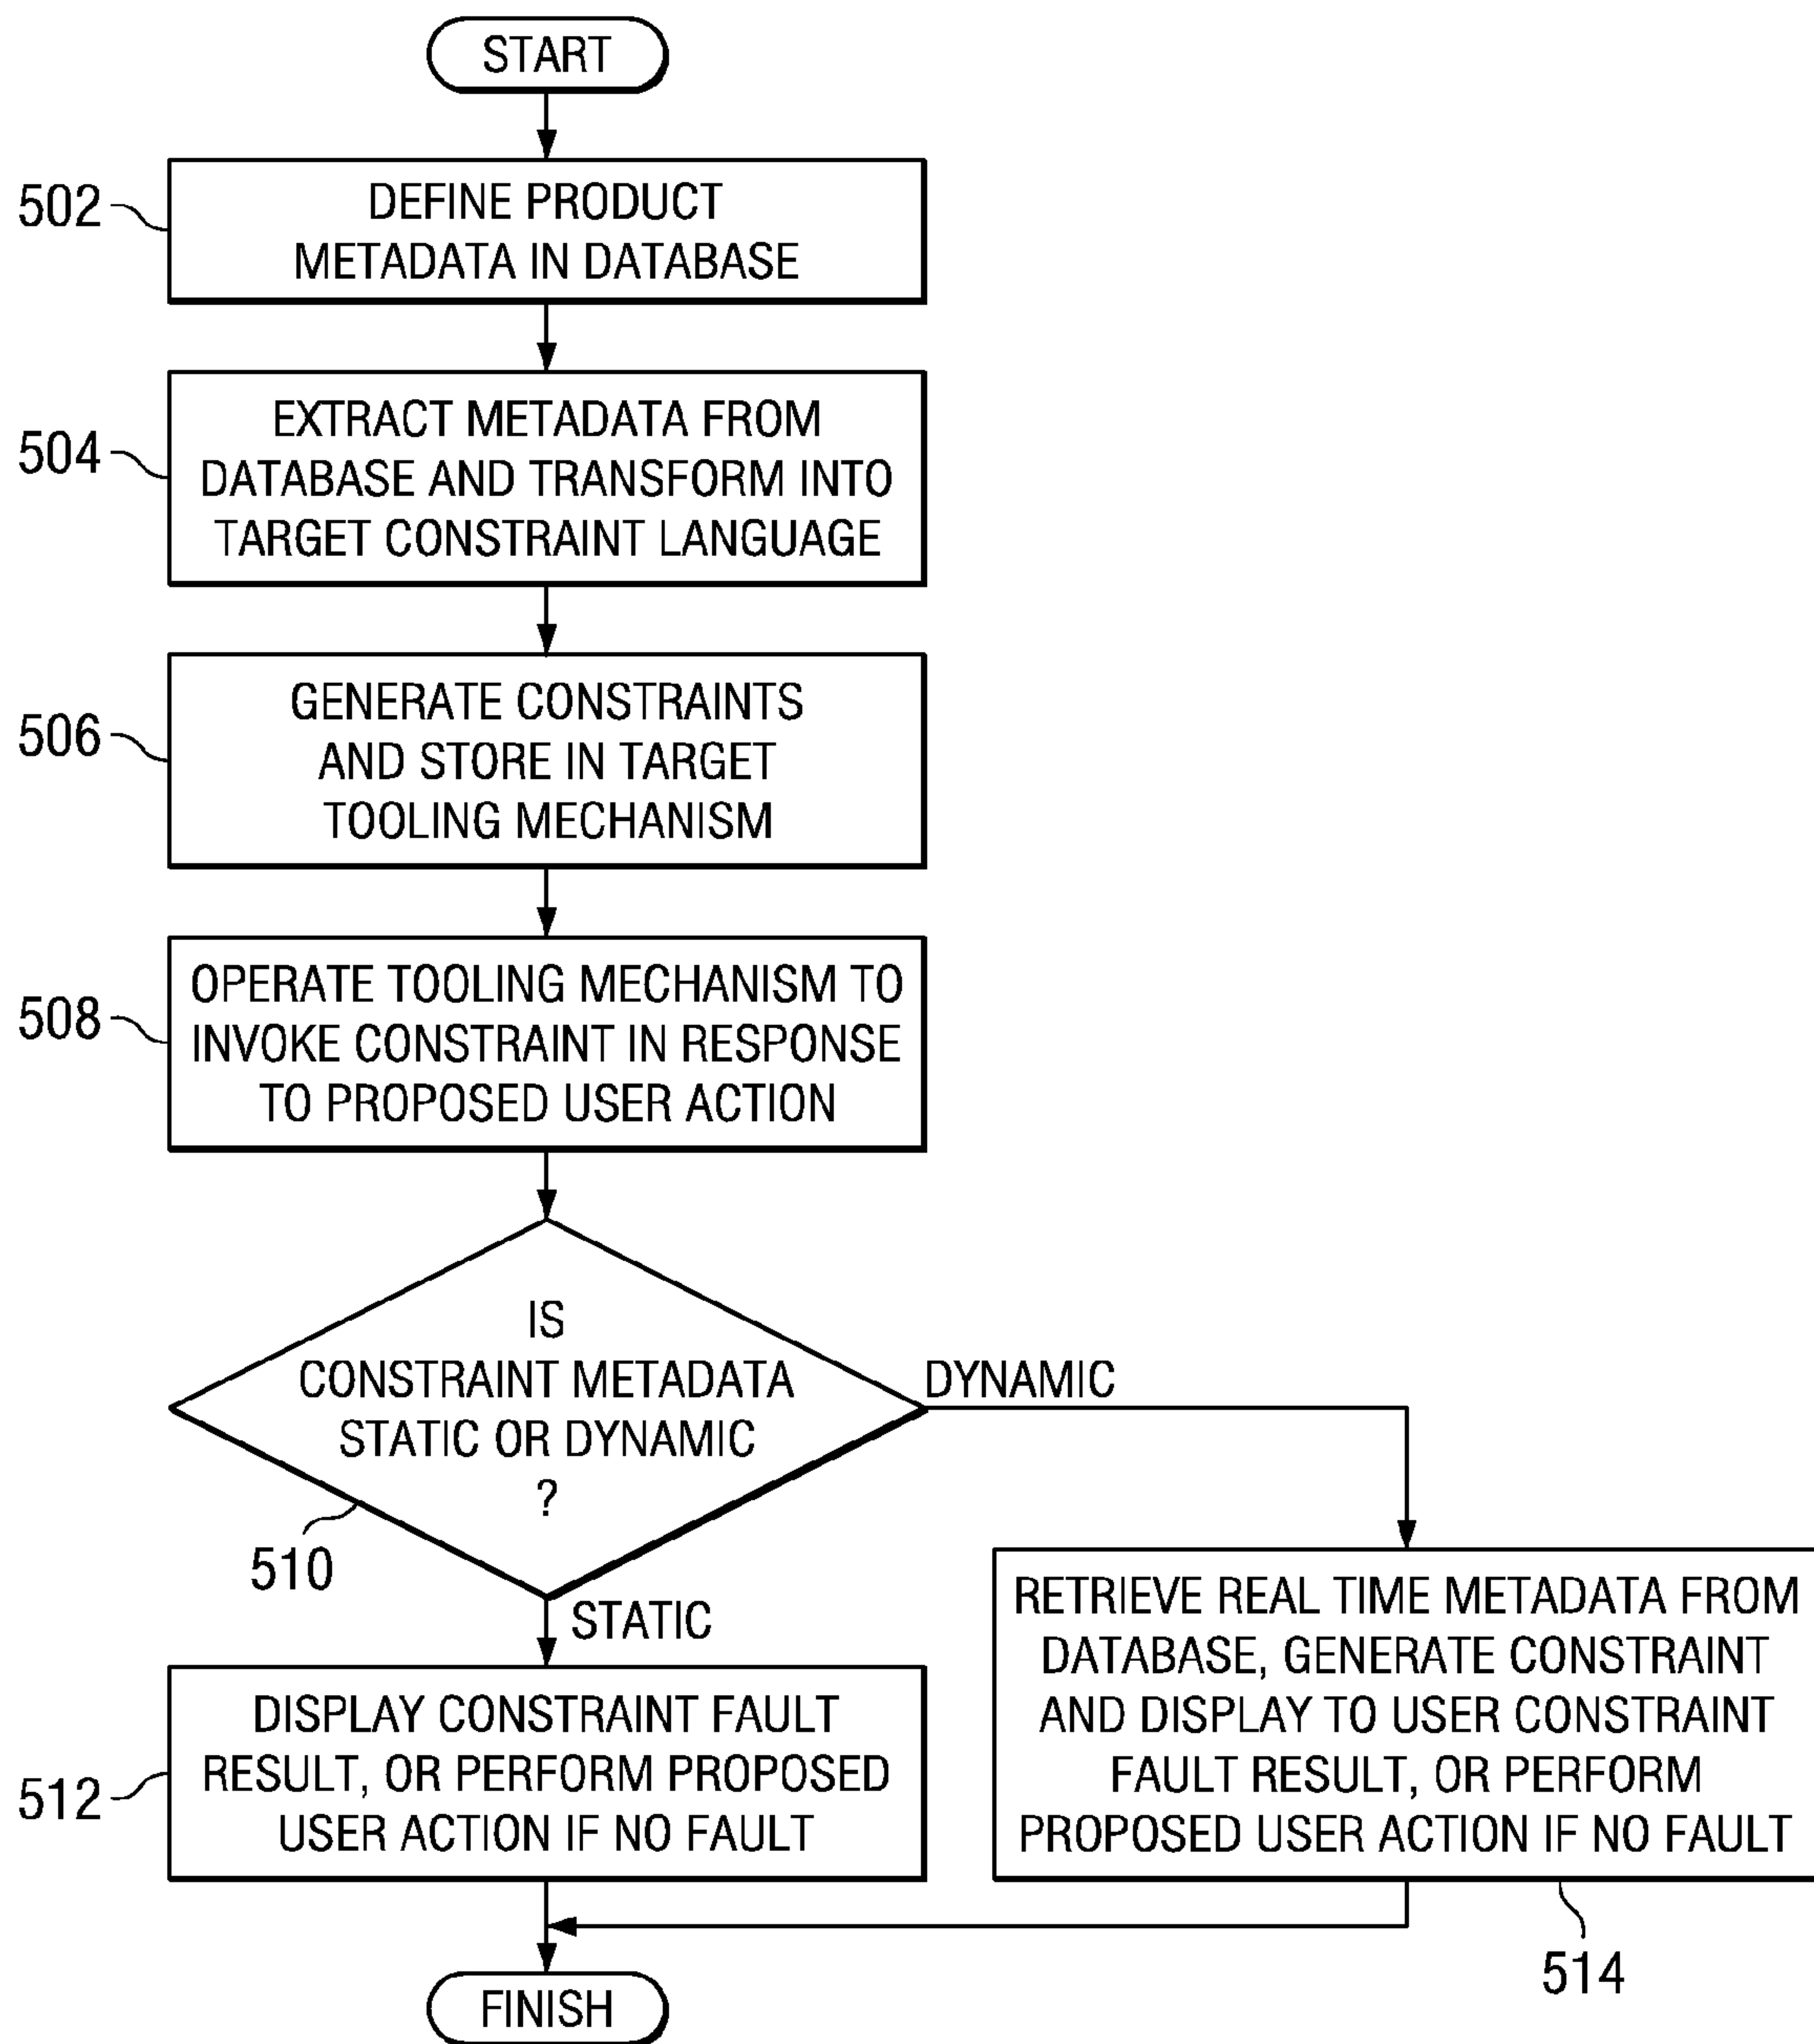 START
502
DEFINE PRODUCT
METADATA IN DATABASE
504
EXTRACT METADATA FROM
DATABASE AND TRANSFORM INTO
TARGET CONSTRAINT LANGUAGE
506
GENERATE CONSTRAINTS
AND STORE IN TARGET
TOOLING MECHANISM
508
OPERATE TOOLING MECHANISM TO
INVOKE CONSTRAINT IN RESPONSE
TO PROPOSED USER ACTION
IS
CONSTRAINT METADATA
STATIC OR DYNAMIC
?
510
DYNAMIC
STATIC
512
DISPLAY CONSTRAINT FAULT
RESULT, OR PERFORM PROPOSED
USER ACTION IF NO FAULT
RETRIEVE REAL TIME METADATA FROM
DATABASE, GENERATE CONSTRAINT
AND DISPLAY TO USER CONSTRAINT
FAULT RESULT, OR PERFORM
PROPOSED USER ACTION IF NO FAULT
514
FINISH